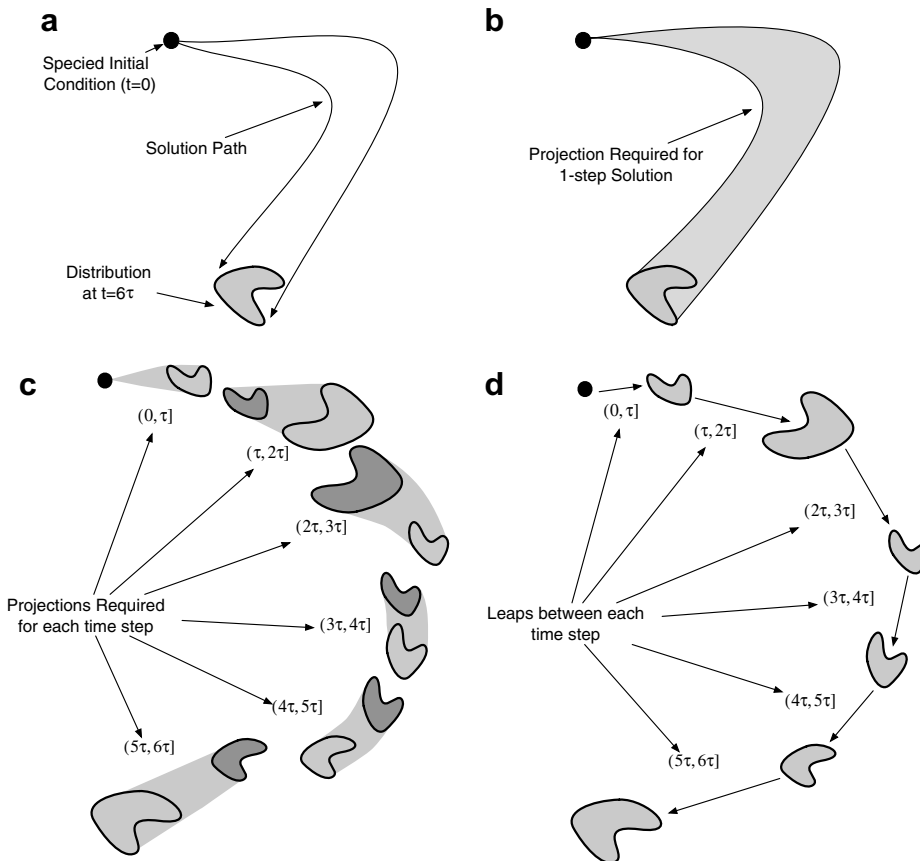 a
Specied Initial
Condition (t=0)
Solution Path
Distribution
at t=6τ
b
Projection Required for
1-step Solution
c
(0, τ]
(τ, 2τ]
(2τ, 3τ]
Projections Required
for each time step
(3τ, 4τ]
(4τ, 5τ]
(5τ, 6τ]
d
(0, τ]
(τ, 2τ]
(2τ, 3τ]
Leaps between each
time step
(3τ, 4τ]
(4τ, 5τ]
(5τ, 6τ]